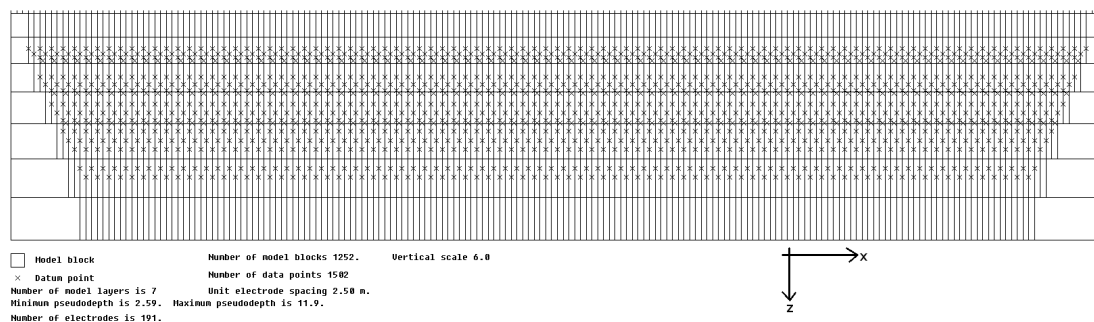 Model block
Number of model blocks 1252. Vertical scale 6.0
× Datum point
Number of data points 1502
Number of model layers is 7 Unit electrode spacing 2.50 m.
Minimum pseudodepth is 2.59. Maximum pseudodepth is 11.9.
Number of electrodes is 191.
X
Z